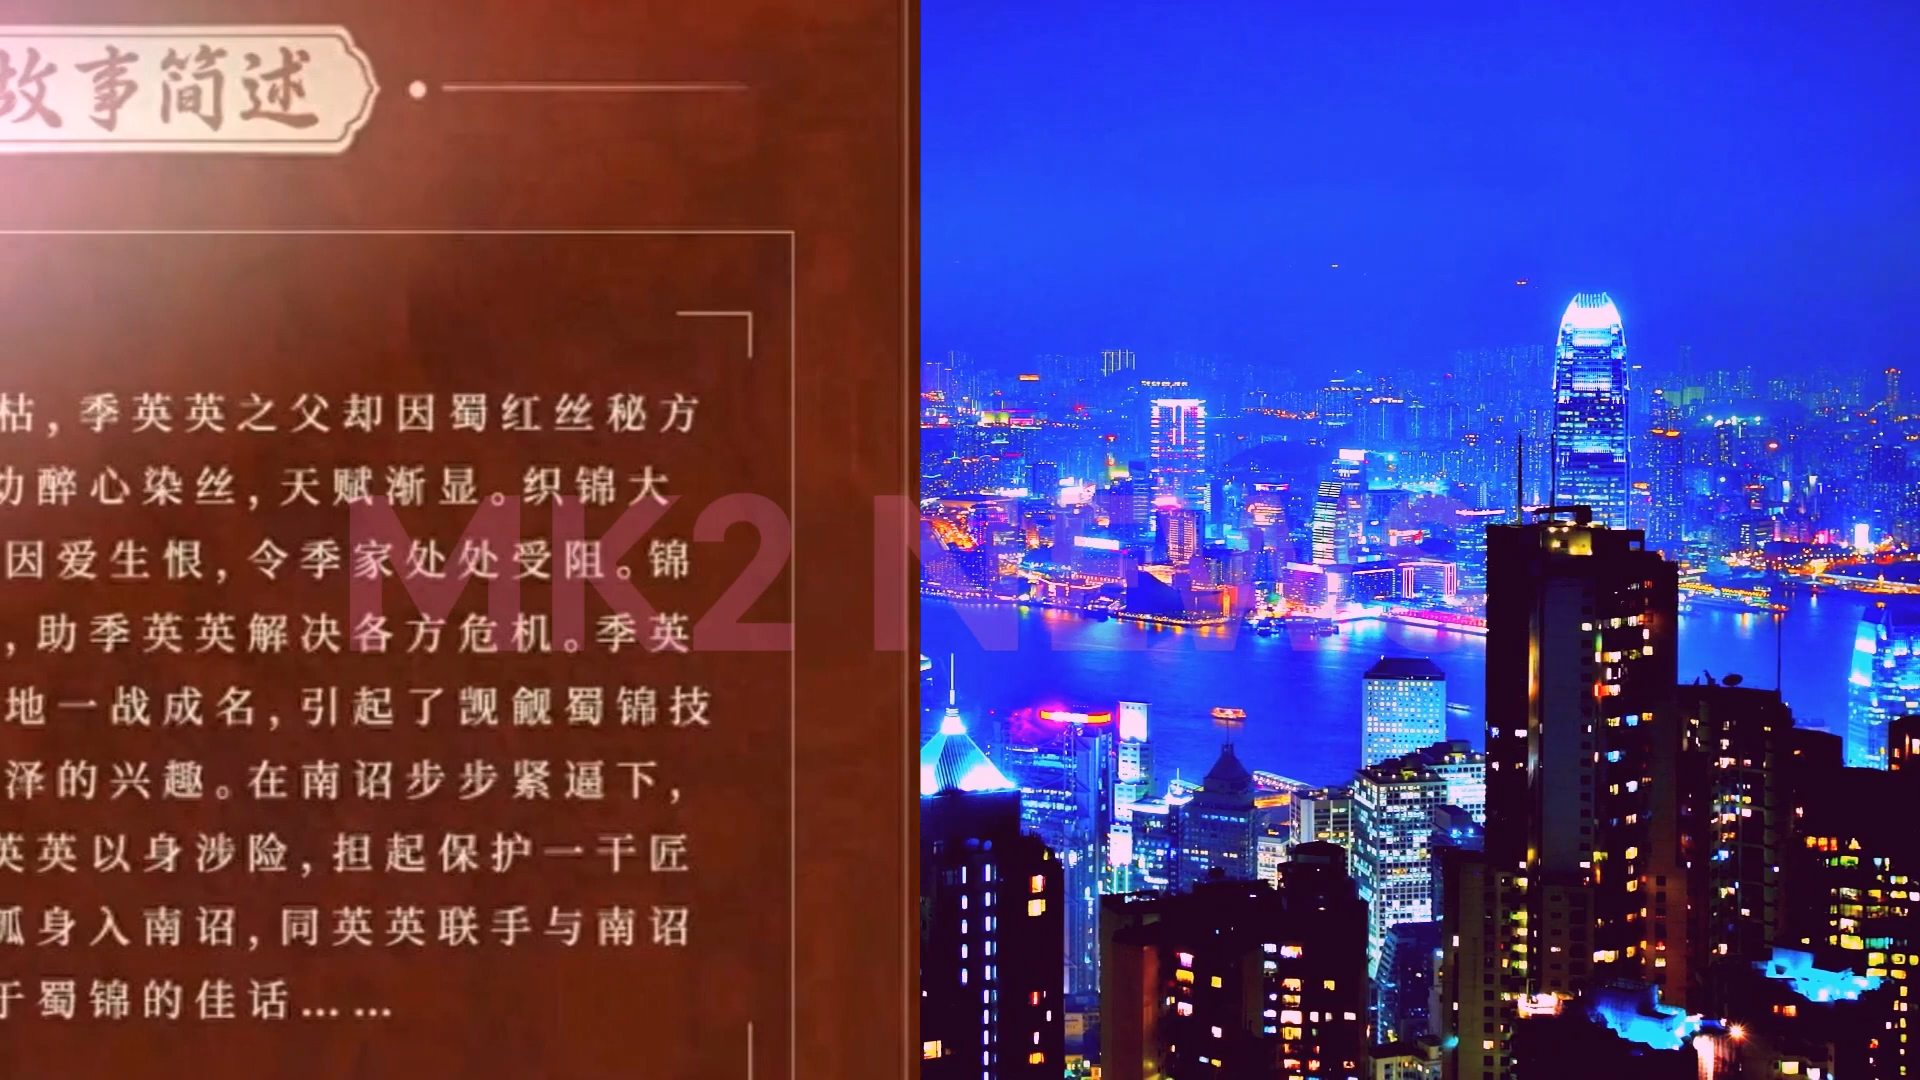 故事简述
枯,季英英之父却因蜀红丝秘方
幼醉心染丝,天赋渐显。织锦大
因爱生恨,令季家处处受阻。锦
,助季英英解决各方危机。季英
地一战成名,引起了觊觎蜀锦技
泽的兴趣。在南诏步步紧逼下,
英英以身涉险,担起保护一干匠
孤身入南诏,同英英联手与南诏
于蜀锦的佳话……
MK2 NEWS